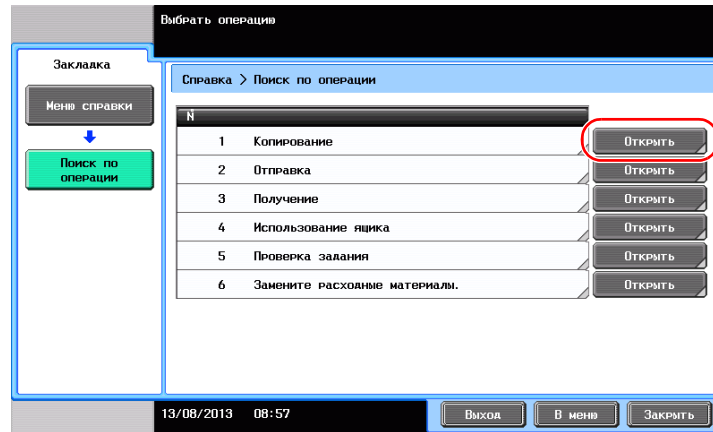 Выбрать операцию
Закладка
Меню справки
Поиск по
операции
Справка > Поиск по операции
№
1 Копирование Открыть
2 Отправка Открыть
3 Получение Открыть
4 Использование ящика Открыть
5 Проверка задания Открыть
6 Замените расходные материалы. Открыть
13/08/2013 08:57
Выход
В меню
Закрыть